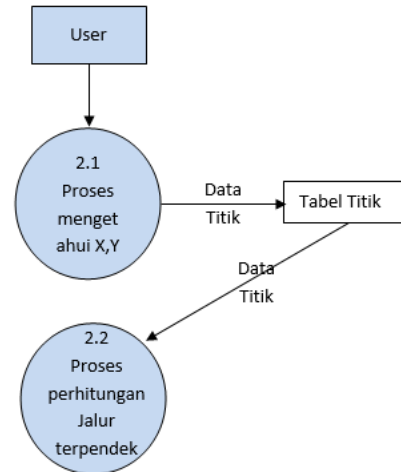 User
2.1
Proses
menget
ahui X,Y
Data
Titik
Tabel Titik
Data
Titik
2.2
Proses
perhitungan
Jalur
terpendek